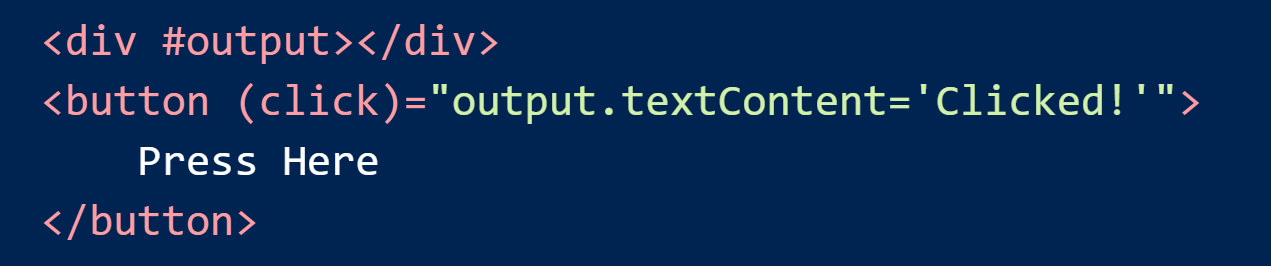 <div #output></div>
<button (click)="output.textContent='Clicked!'">
    Press Here
</button>